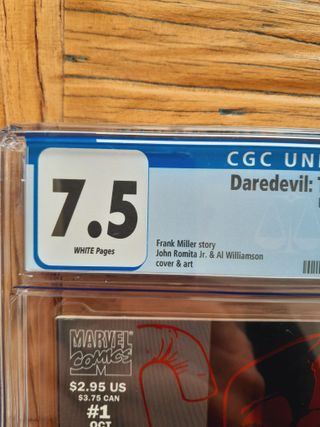 CGC UNI
7.5
WHITE Pages
Daredevil:
Frank Miller story
John Romita Jr. & Al Williamson
cover & art
MARVEL
COMICS
M
$2.95 US
$3.75 CAN
#1
OCT